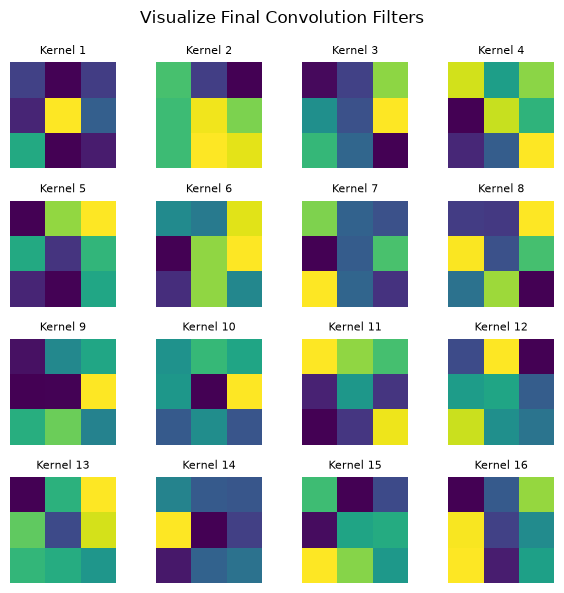 Visualize Final Convolution Filters
Kernel 1 Kernel 2 Kernel 3 Kernel 4
Kernel 5 Kernel 6 Kernel 7 Kernel 8
Kernel 9 Kernel 10 Kernel 11 Kernel 12
Kernel 13 Kernel 14 Kernel 15 Kernel 16